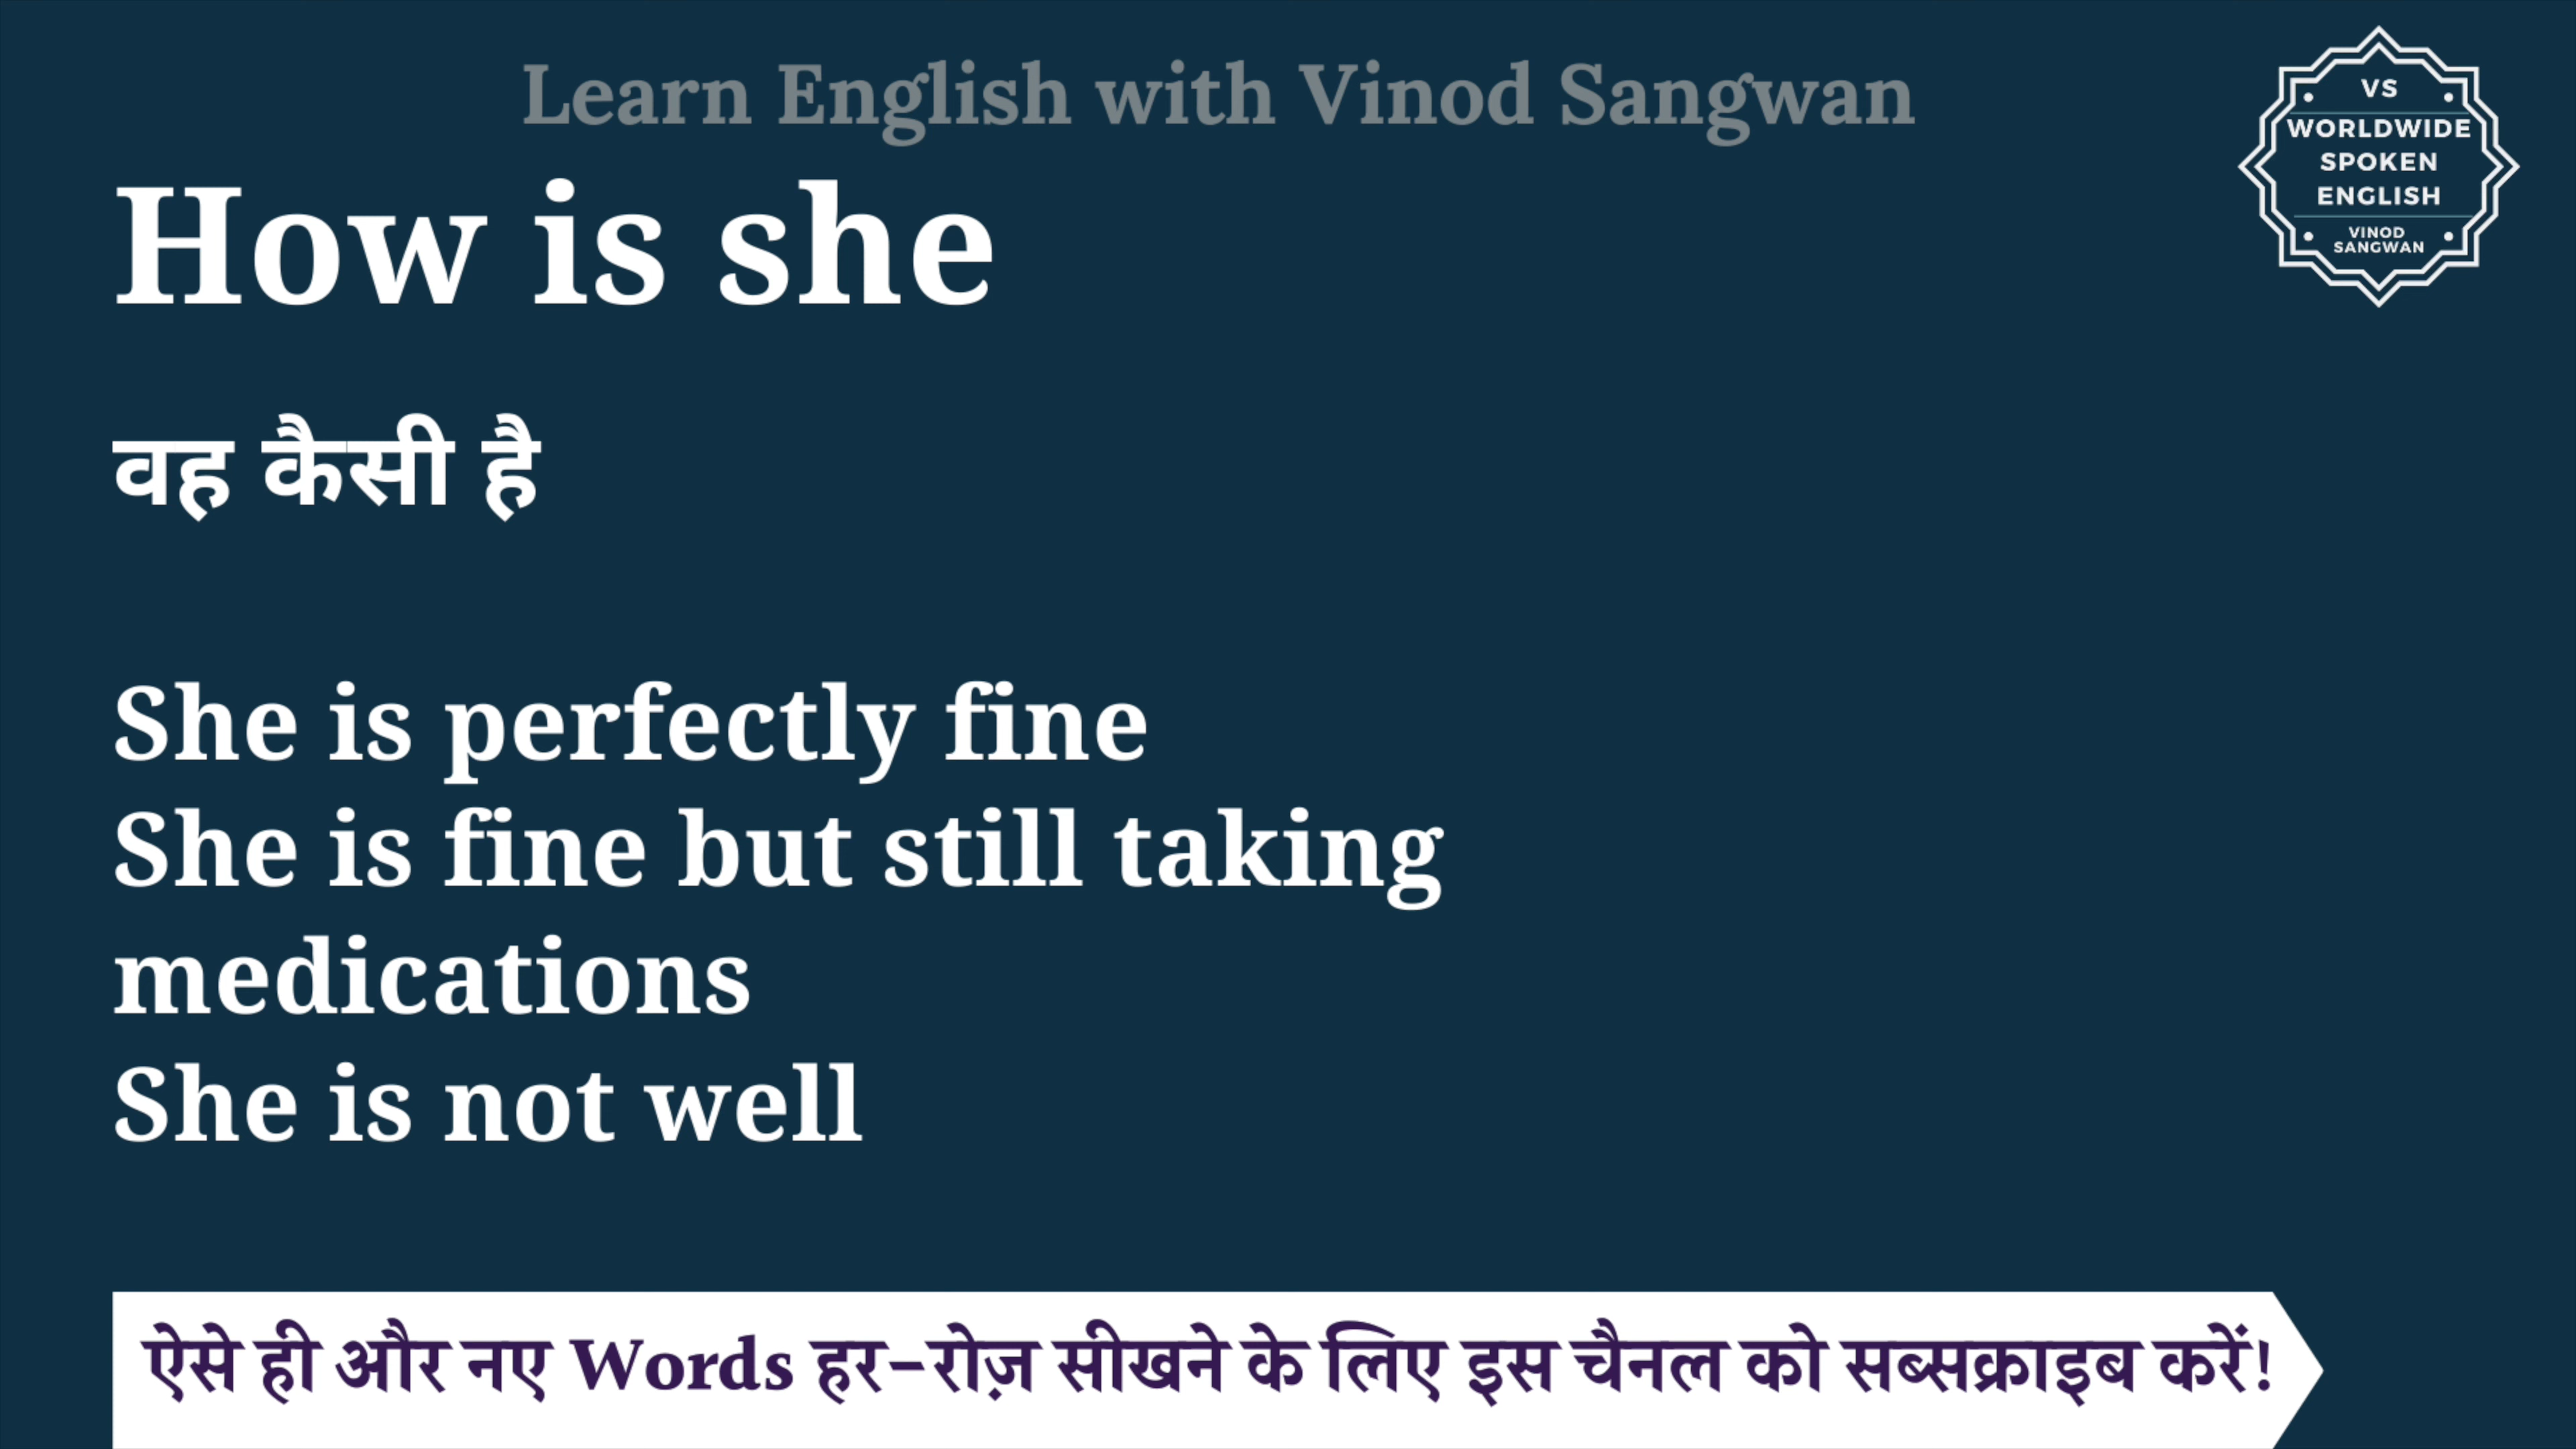 Learn English with Vinod Sangwan
VS
WORLDWIDE
SPOKEN
ENGLISH
VINOD
SANGWAN
How is she
वह कैसी है
She is perfectly fine
She is fine but still taking
medications
She is not well
ऐसे ही और नए Words हर-रोज़ सीखने के लिए इस चैनल को सब्सक्राइब करें!